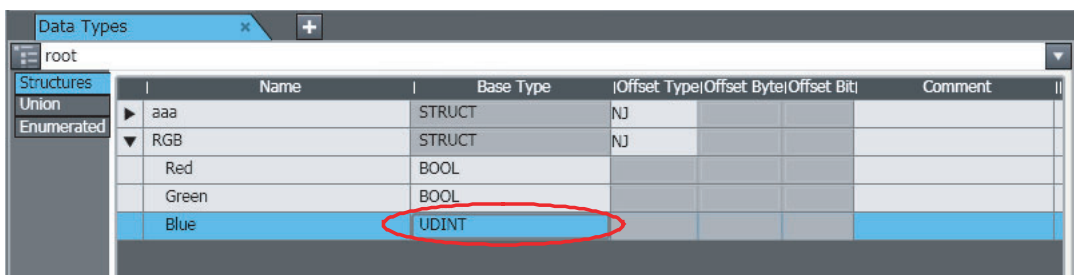 Data Types × +
root
Structures
Union
Enumerated
Name Base Type Offset Type Offset Byte Offset Bit Comment
aaa STRUCT NJ
RGB STRUCT NJ
Red BOOL
Green BOOL
Blue UDINT